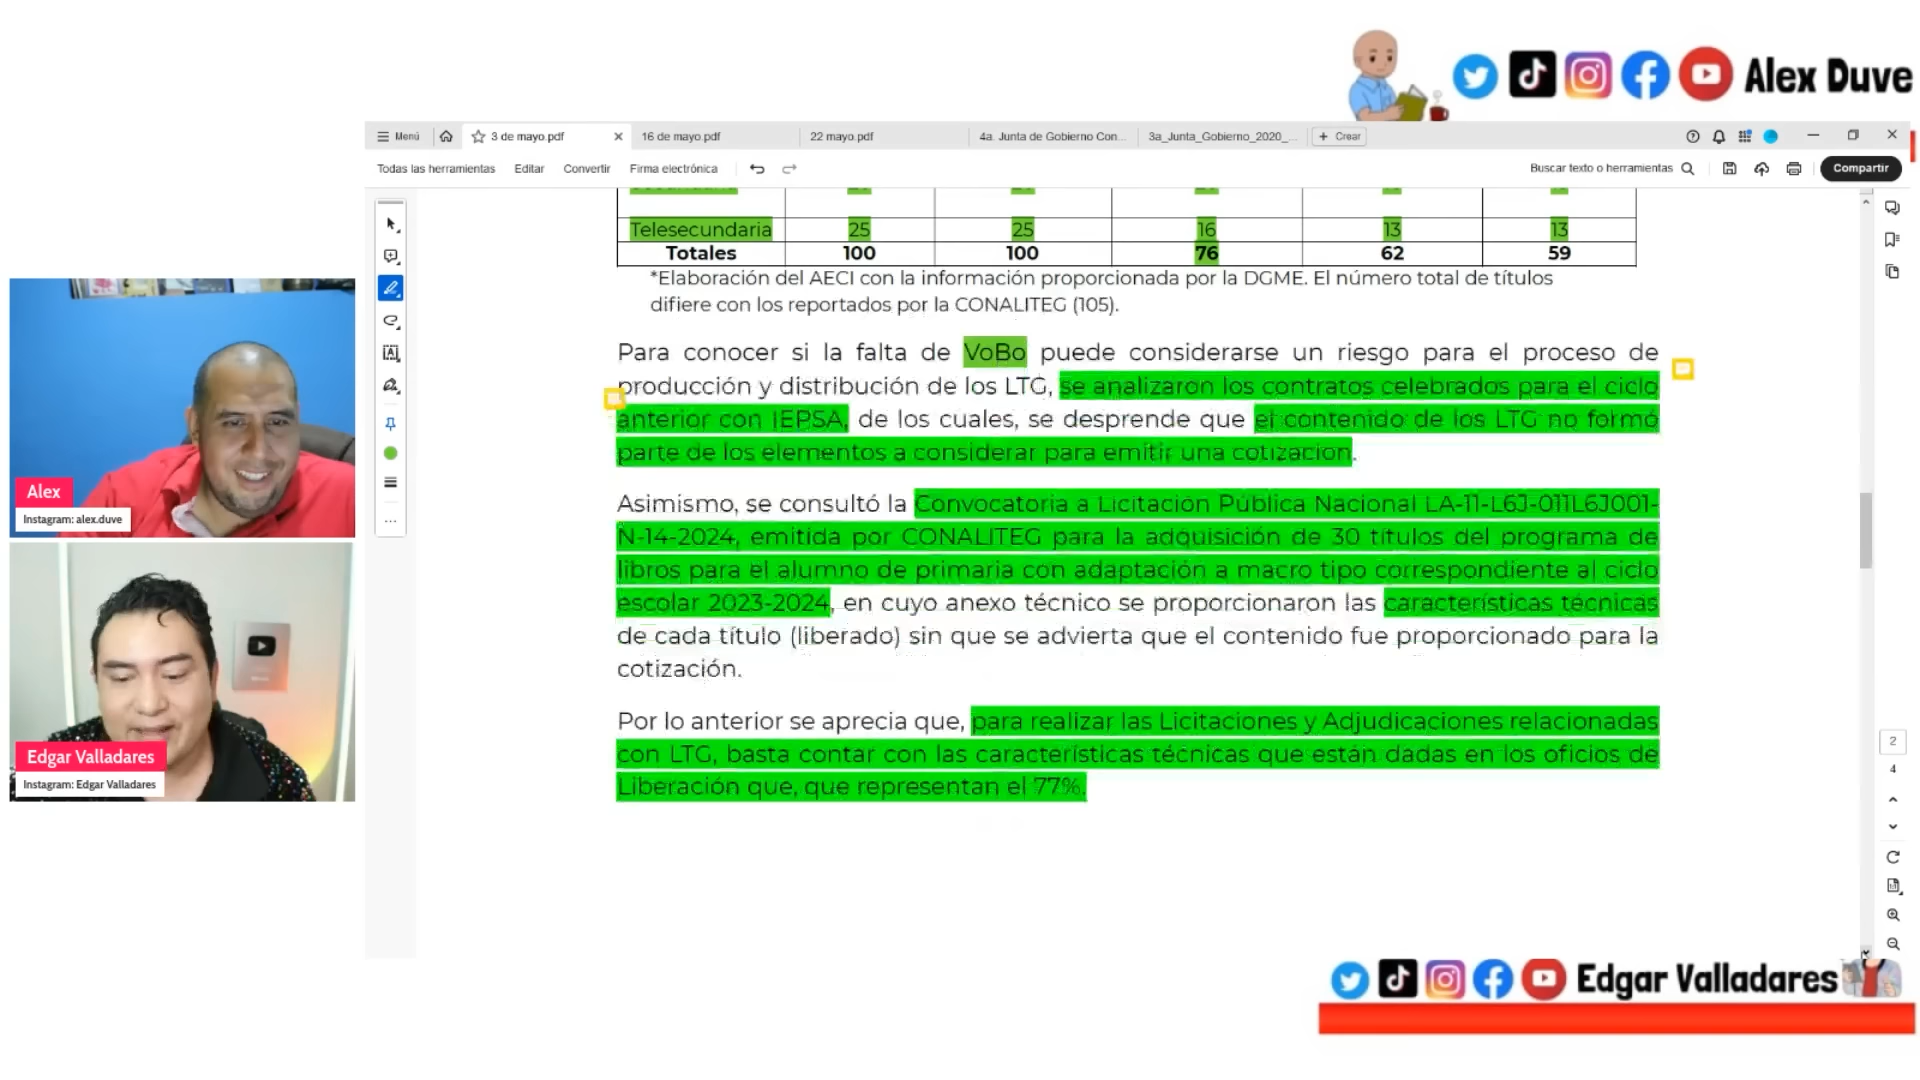 Alex Duve
Menú
3 de mayo.pdf
16 de mayo.pdf
22 mayo.pdf
4a. Junta de Gobierno Con...
3a_Junta_Gobierno_2020_...
+ Crear
Todas las herramientas
Editar
Convertir
Firma electrónica
Buscar texto o herramientas
Compartir
Telesecundaria 25 25 16 13 13
Totales 100 100 76 62 59
*Elaboración del AECI con la información proporcionada por la DGME. El número total de títulos
difiere con los reportados por la CONALITEG (105).
Para conocer si la falta de VoBo puede considerarse un riesgo para el proceso de
producción y distribución de los LTG, se analizaron los contratos celebrados para el ciclo
anterior con IEPSA, de los cuales, se desprende que el contenido de los LTG no formó
parte de los elementos a considerar para emitir una cotización.
Asimismo, se consultó la Convocatoria a Licitación Pública Nacional LA-11-L6J-011L6J001-
N-14-2024, emitida por CONALITEG para la adquisición de 30 títulos del programa de
libros para el alumno de primaria con adaptación a macro tipo correspondiente al ciclo
escolar 2023-2024, en cuyo anexo técnico se proporcionaron las características técnicas
de cada título (liberado) sin que se advierta que el contenido fue proporcionado para la
cotización.
Por lo anterior se aprecia que, para realizar las Licitaciones y Adjudicaciones relacionadas
con LTG, basta contar con las características técnicas que están dadas en los oficios de
Liberación que, que representan el 77%.
2
4
Alex
Instagram: alex.duve
Edgar Valladares
Instagram: Edgar Valladares
Edgar Valladares